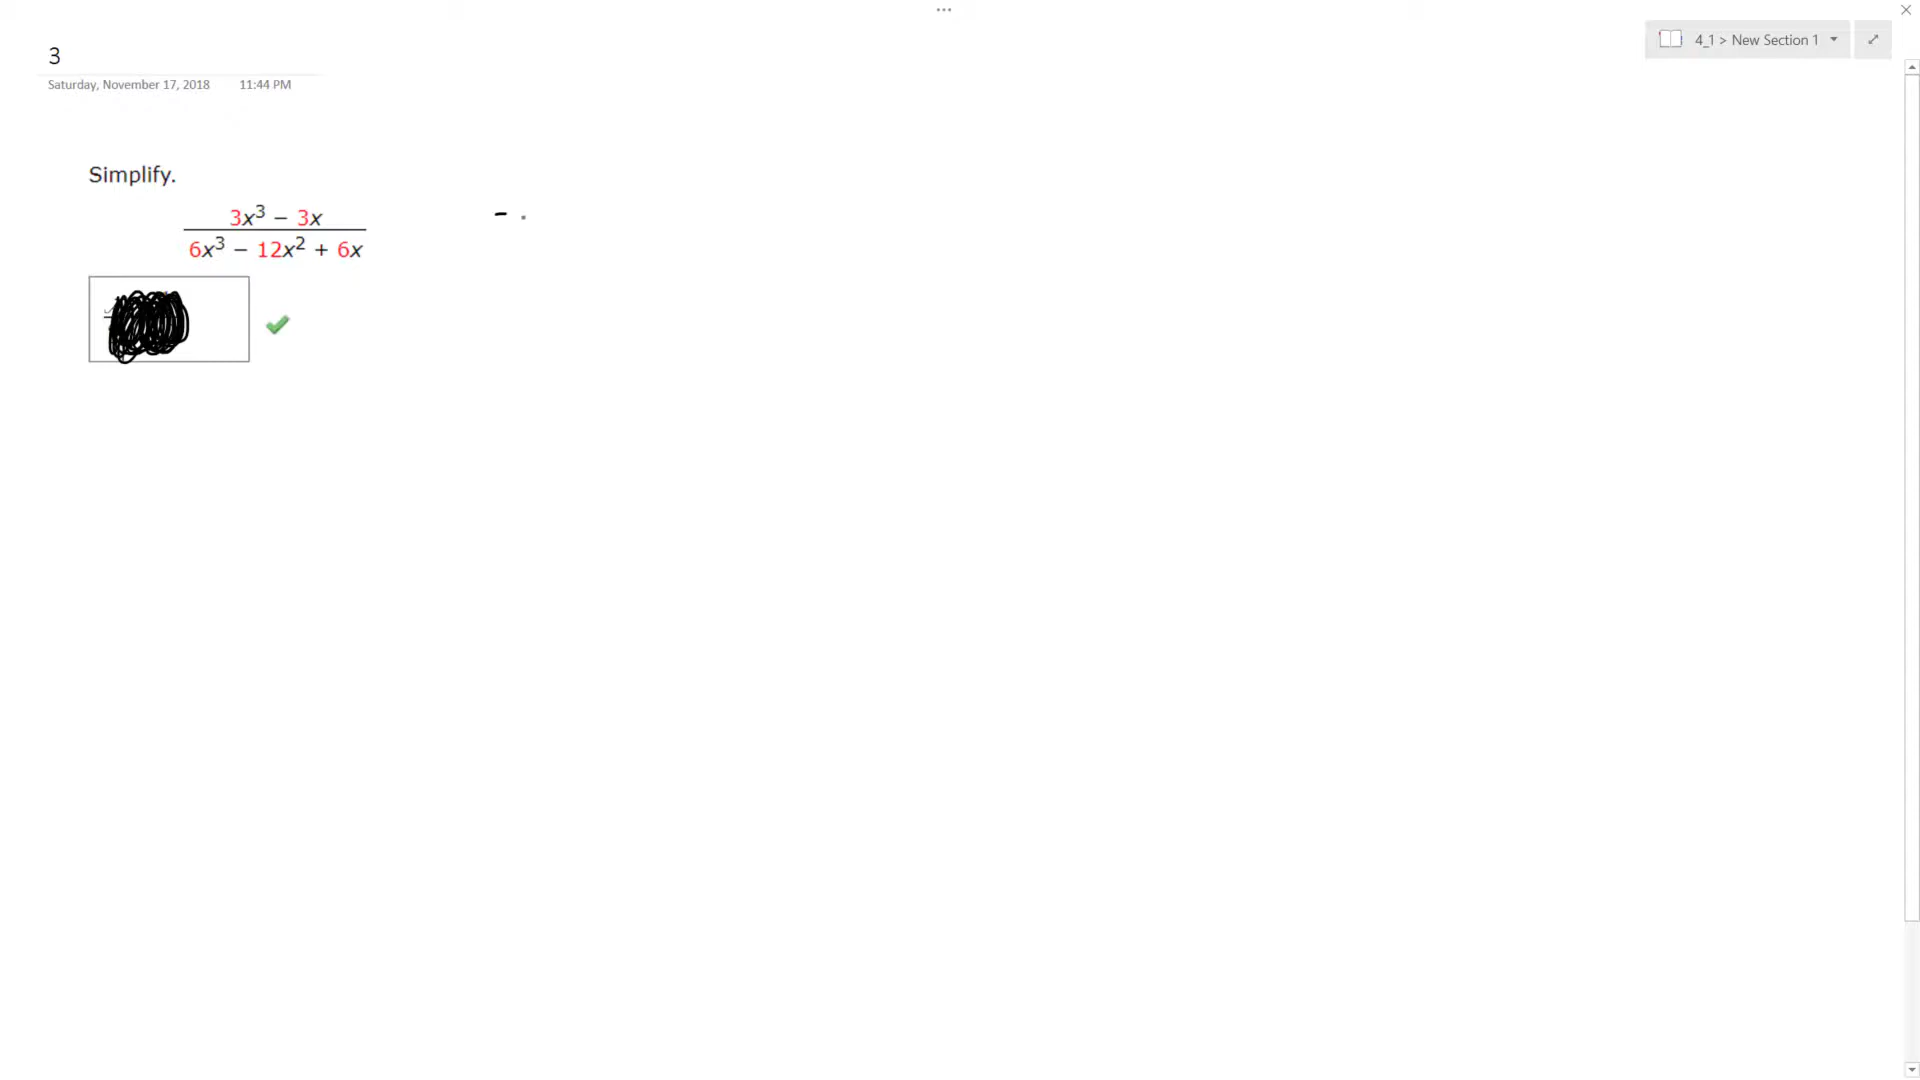 ...
4_1 > New Section 1
3
Saturday, November 17, 2018 11:44 PM
Simplify.
3x³ − 3x
6x³ − 12x² + 6x